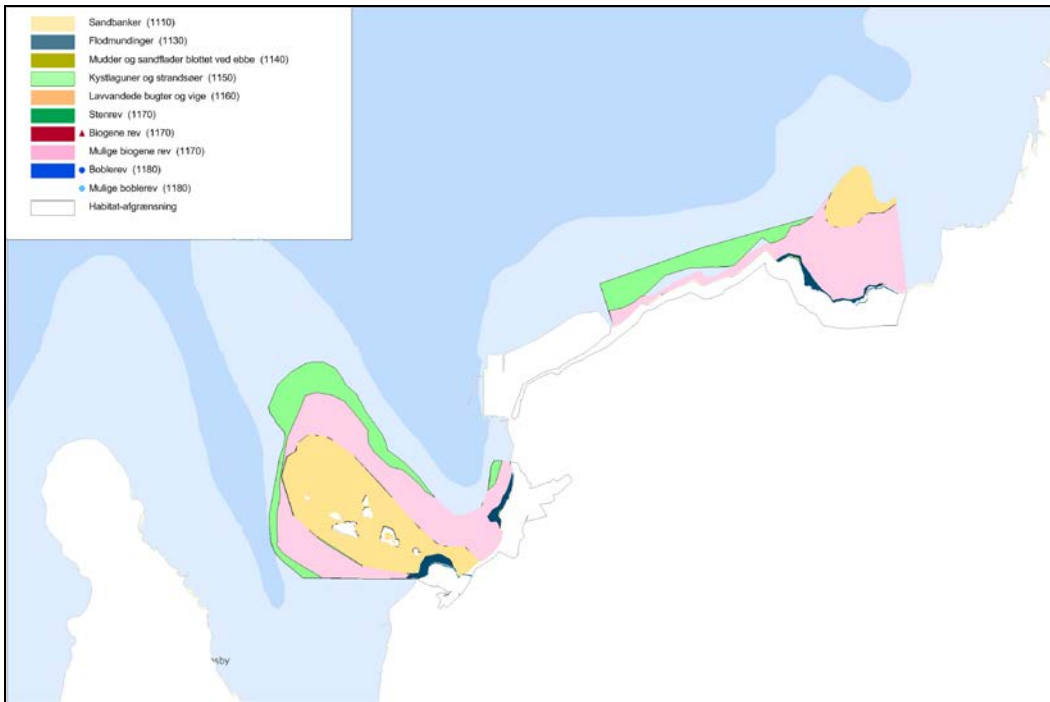 Sandbanker (1110)
Flodmundinger (1130)
Mudder og sandflader blottet ved ebbe (1140)
Kystlaguner og strandsøer (1150)
Lavvandede bugter og vige (1160)
Stenrev (1170)
Biogene rev (1170)
Mulige biogene rev (1170)
Boblerev (1180)
Mulige boblerev (1180)
Habitat-afgrænsning